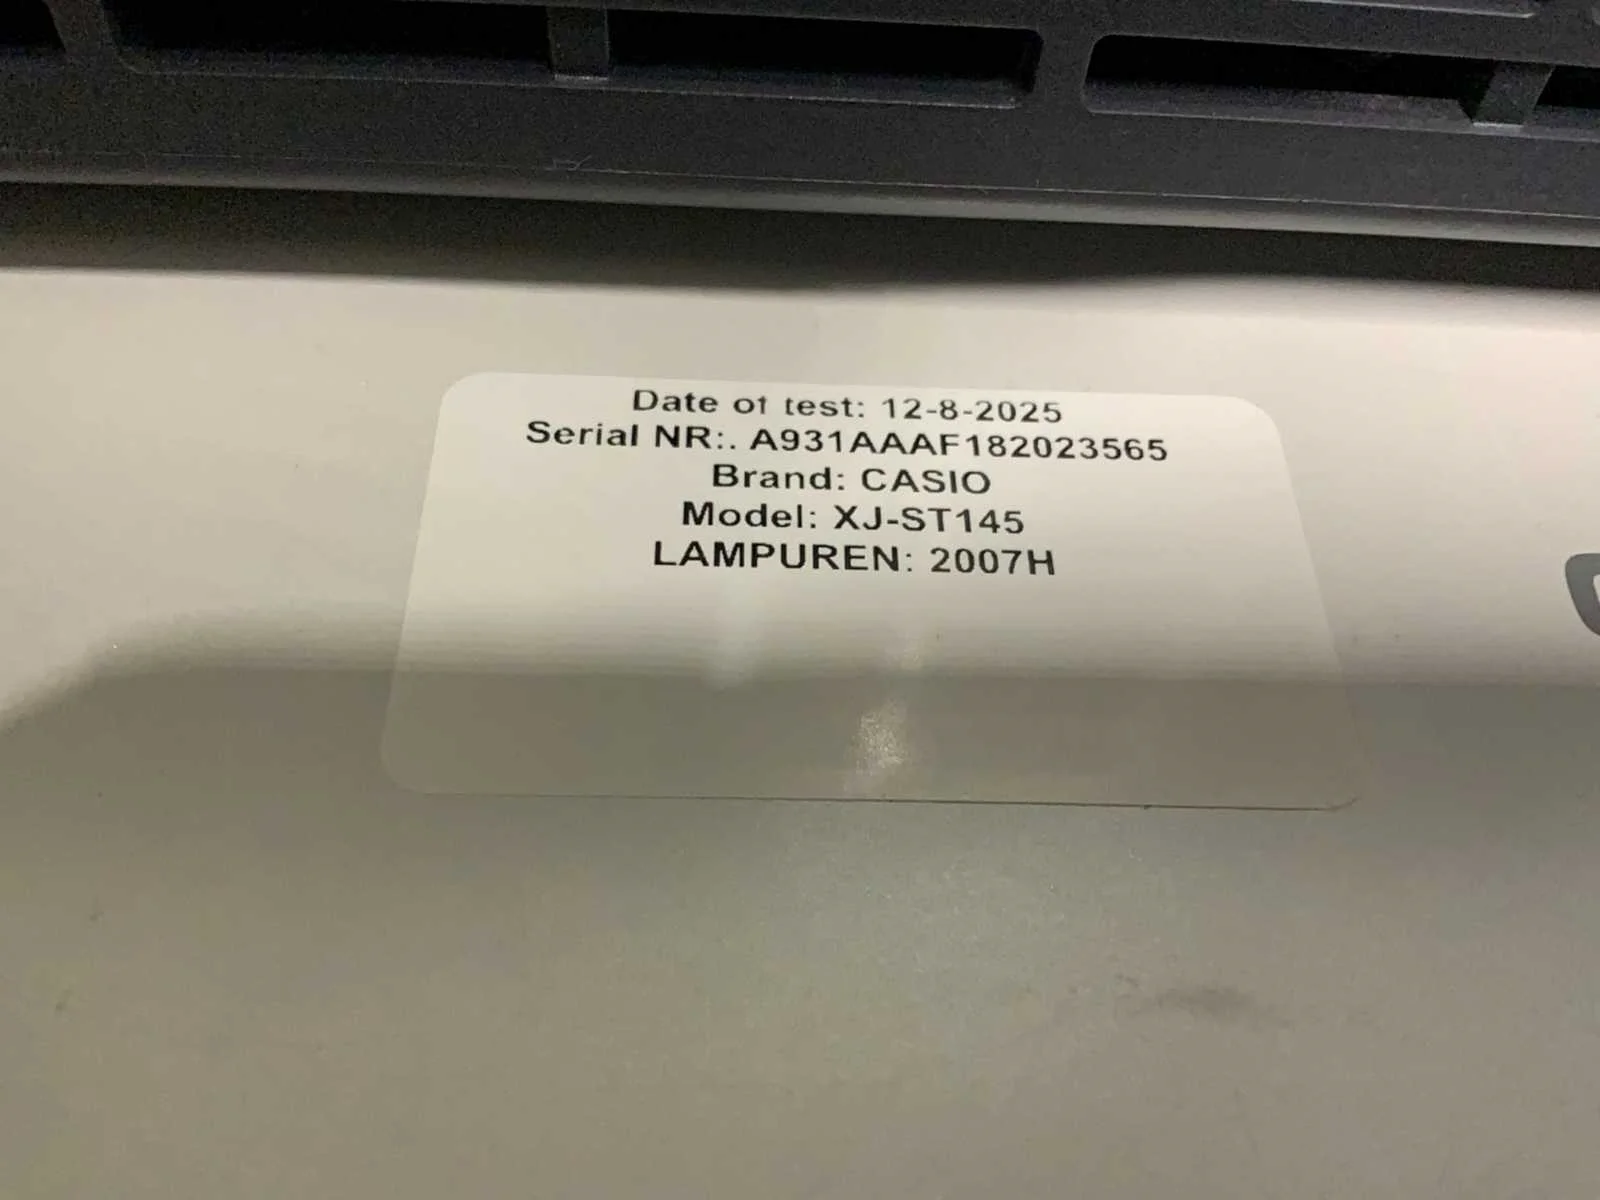 Date of test: 12-8-2025
Serial NR:. A931AAAF182023565
Brand: CASIO
Model: XJ-ST145
LAMPUREN: 2007H